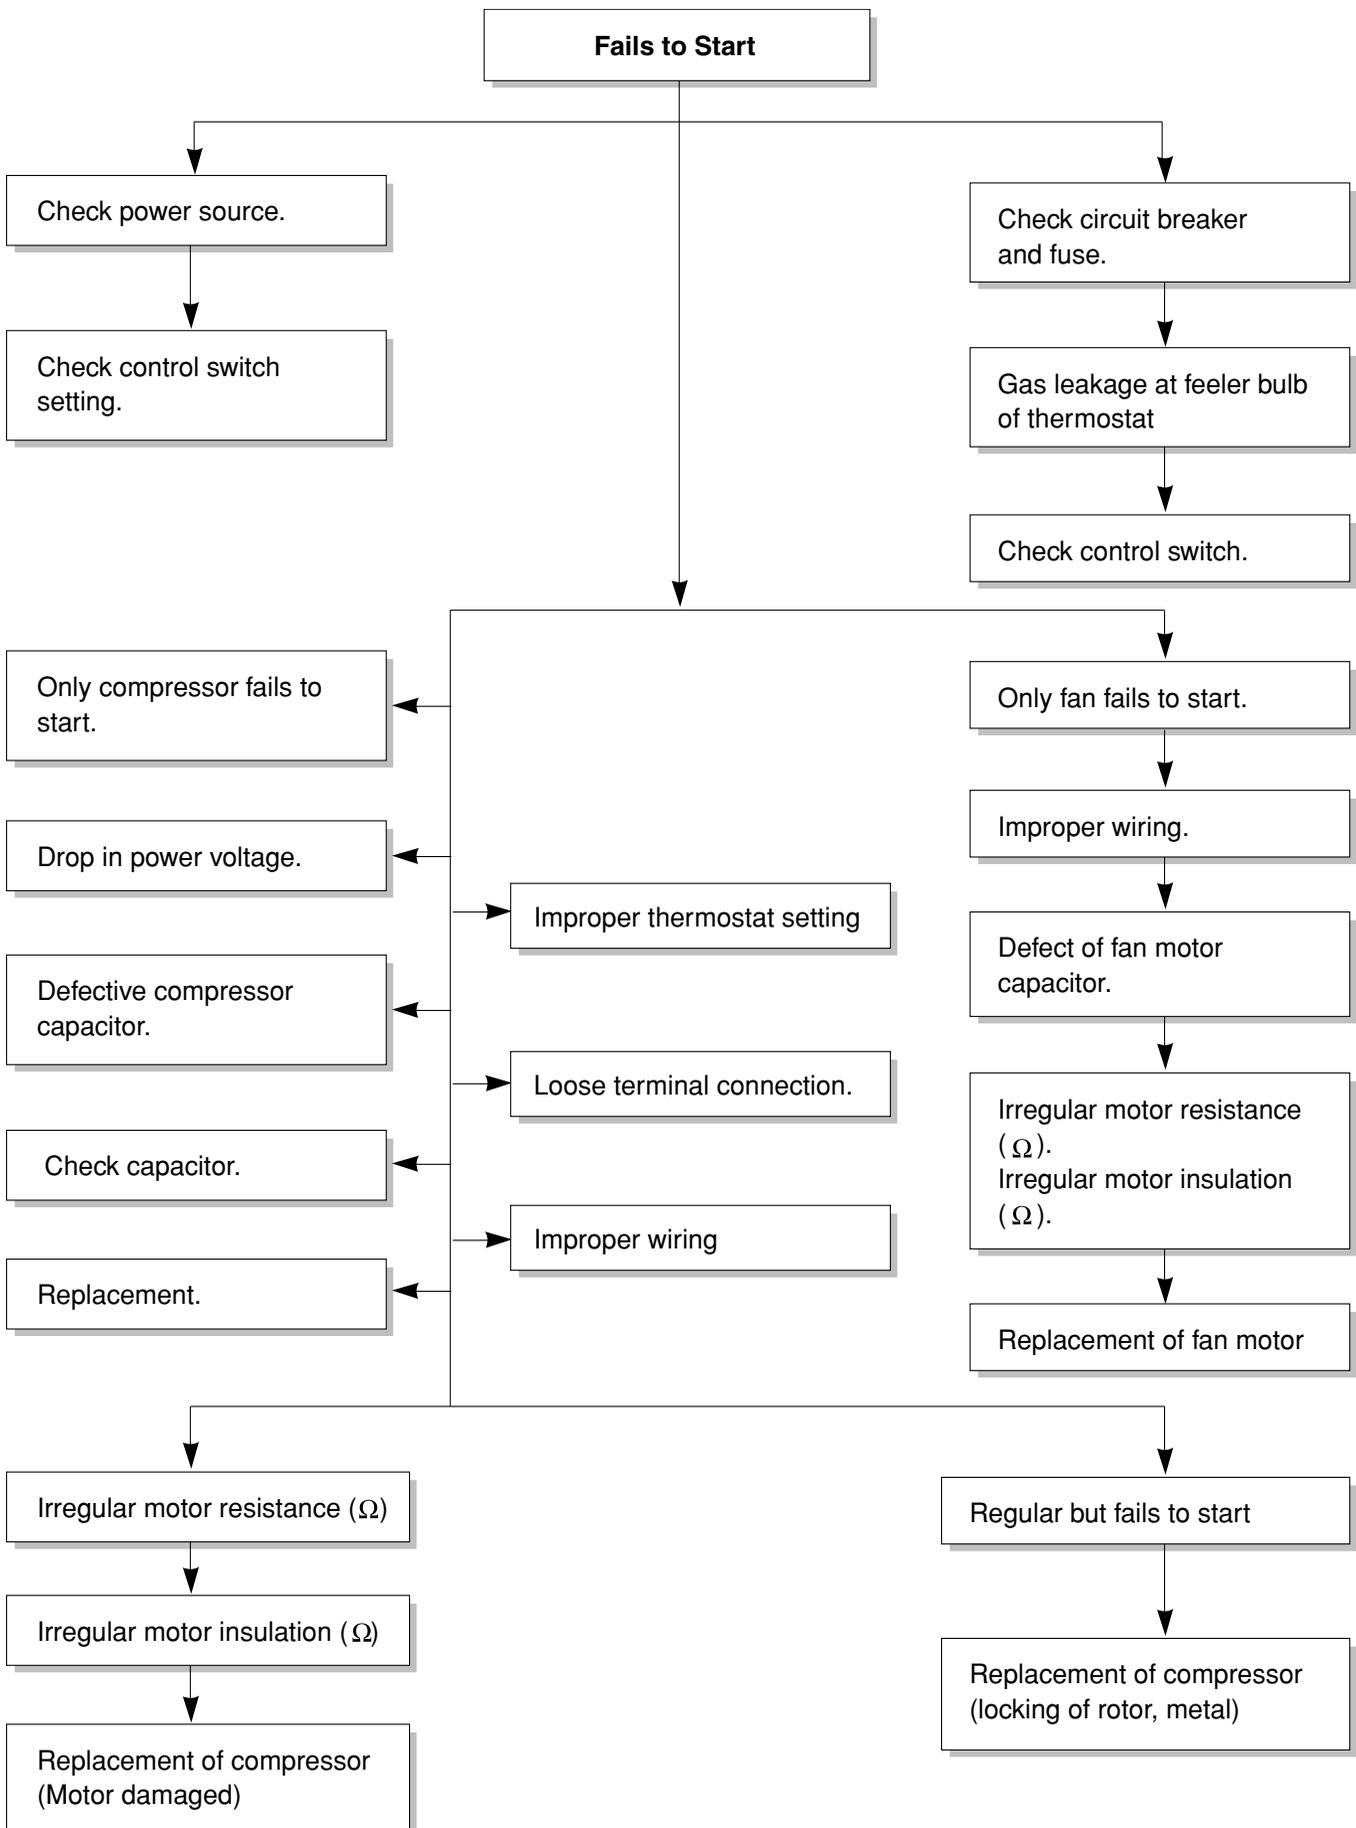 Fails to Start
Check power source.
Check control switch
setting.
Check circuit breaker
and fuse.
Gas leakage at feeler bulb
of thermostat
Check control switch.
Only compressor fails to
start.
Drop in power voltage.
Defective compressor
capacitor.
Check capacitor.
Replacement.
Improper thermostat setting
Loose terminal connection.
Improper wiring
Only fan fails to start.
Improper wiring.
Defect of fan motor
capacitor.
Irregular motor resistance
(Ω).
Irregular motor insulation
(Ω).
Replacement of fan motor
Irregular motor resistance (Ω)
Irregular motor insulation (Ω)
Replacement of compressor
(Motor damaged)
Regular but fails to start
Replacement of compressor
(locking of rotor, metal)